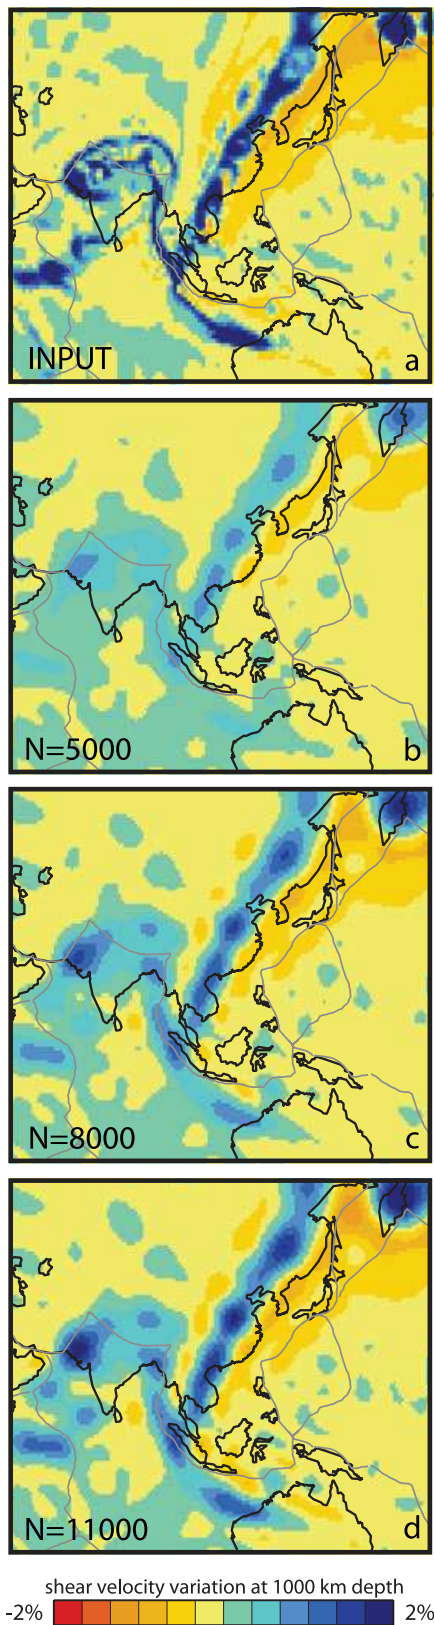 INPUT a
N=5000 b
N=8000 c
N=11000 d
shear velocity variation at 1000 km depth
-2% 2%